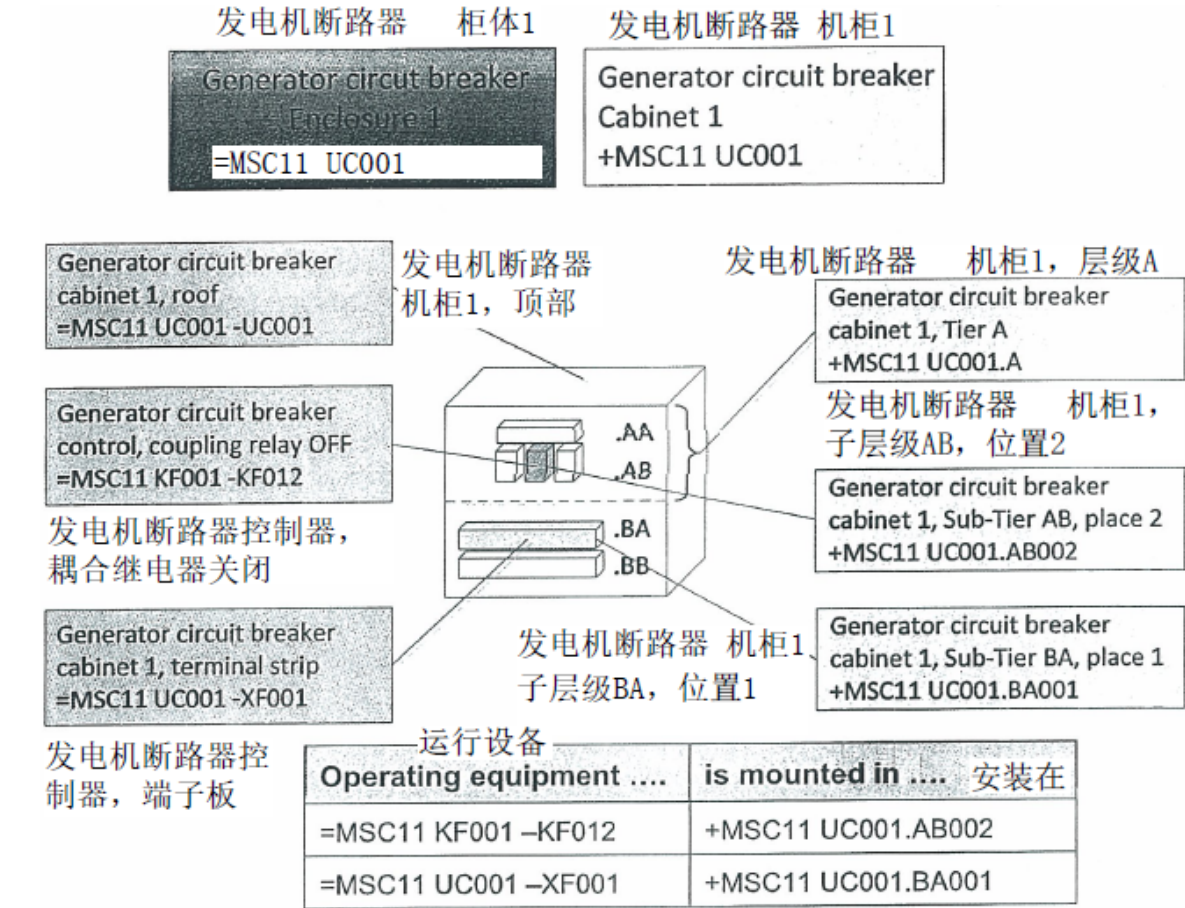 发电机断路器 柜体1
Generator circut breaker
Enclosure 1
=MSC11 UC001
发电机断路器 机柜1
Generator circuit breaker
Cabinet 1
+MSC11 UC001
Generator circuit breaker
cabinet 1, roof
=MSC11 UC001 -UC001
发电机断路器
机柜1，顶部
发电机断路器 机柜1，层级A
Generator circuit breaker
cabinet 1, Tier A
+MSC11 UC001.A
Generator circuit breaker
control, coupling relay OFF
=MSC11 KF001 -KF012
发电机断路器控制器，
耦合继电器关闭
.AA
.AB
.BA
.BB
发电机断路器 机柜1，
子层级AB，位置2
Generator circuit breaker
cabinet 1, Sub-Tier AB, place 2
+MSC11 UC001.AB002
Generator circuit breaker
cabinet 1, terminal strip
=MSC11 UC001 -XF001
发电机断路器控
制器，端子板
发电机断路器 机柜1，
子层级BA，位置1
Generator circuit breaker
cabinet 1, Sub-Tier BA, place 1
+MSC11 UC001.BA001
运行设备
Operating equipment .... is mounted in .... 安装在
=MSC11 KF001 –KF012 +MSC11 UC001.AB002
=MSC11 UC001 –XF001 +MSC11 UC001.BA001